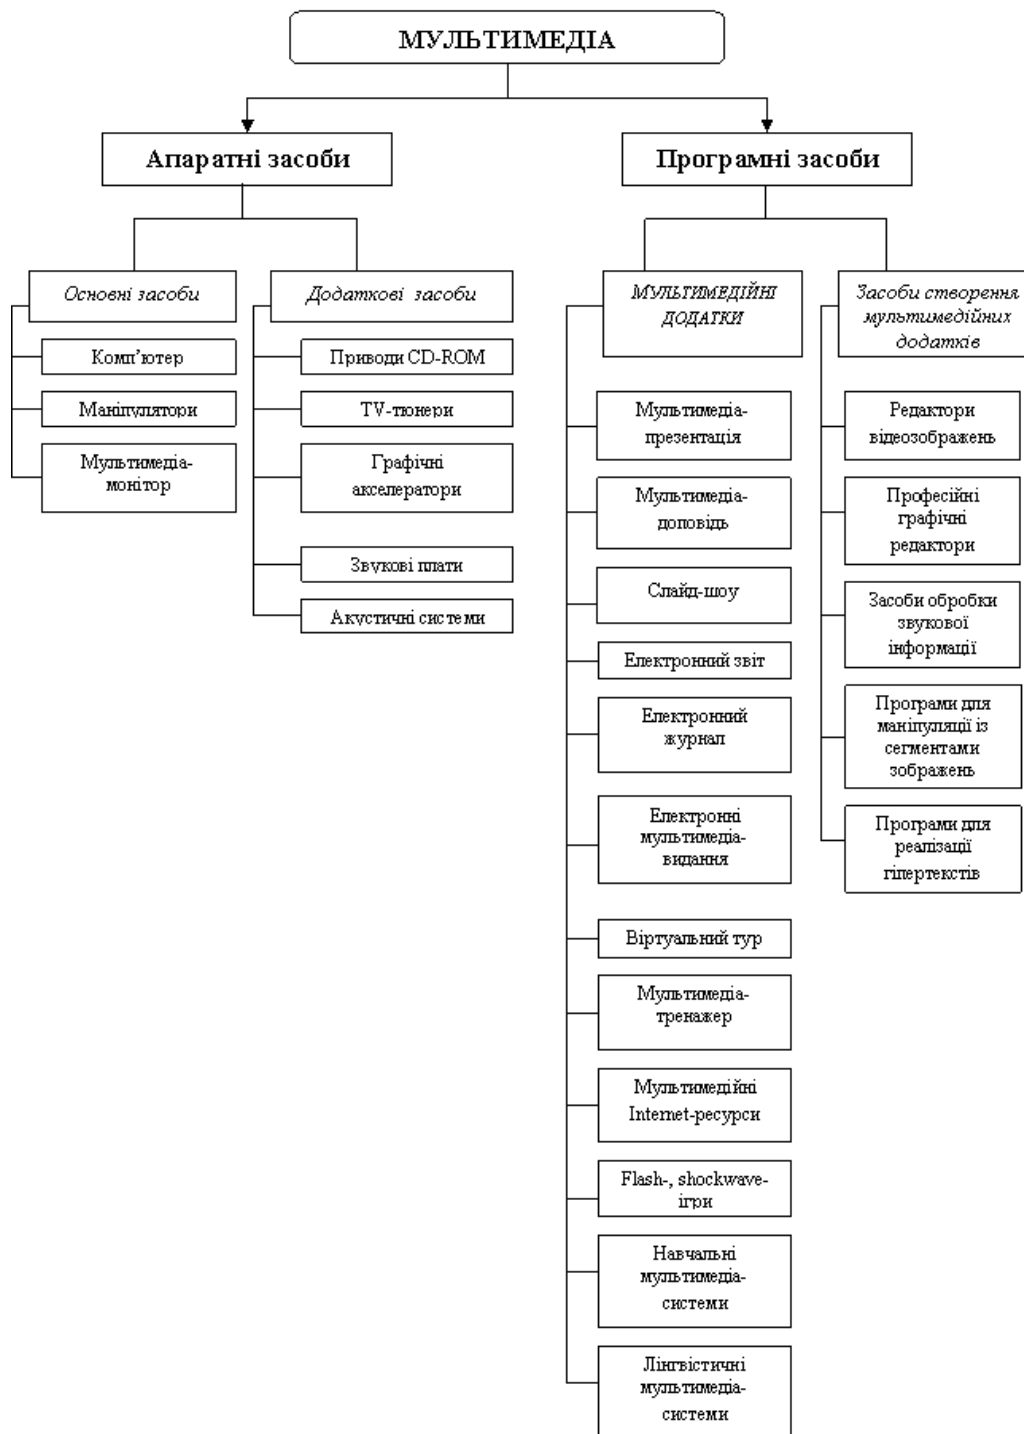 МУЛЬТИМЕДІА
Апаратні засоби
Програмні засоби
Основні засоби
Комп’ютер
Маніпулятори
Мультимедіа-
монітор
Додаткові засоби
Приводи CD-ROM
TV-тюнери
Графічні
акселератори
Звукові плати
Акустичні системи
МУЛЬТИМЕДІЙНІ
ДОДАТКИ
Мультимедіа-
презентація
Мультимедіа-
доповідь
Слайд-шоу
Електронний звіт
Електронний
журнал
Електронні
мультимедіа-
видання
Віртуальний тур
Мультимедіа-
тренажер
Мультимедійні
Internet-ресурси
Flash-, shockwave-
ігри
Навчальні
мультимедіа-
системи
Лінгвістичні
мультимедіа-
системи
Засоби створення
мультимедійних
додатків
Редактори
відеозображень
Професійні
графічні
редактори
Засоби обробки
звукової
інформації
Програми для
маніпуляції із
сегментами
зображень
Програми для
реалізації
гіпертекстів